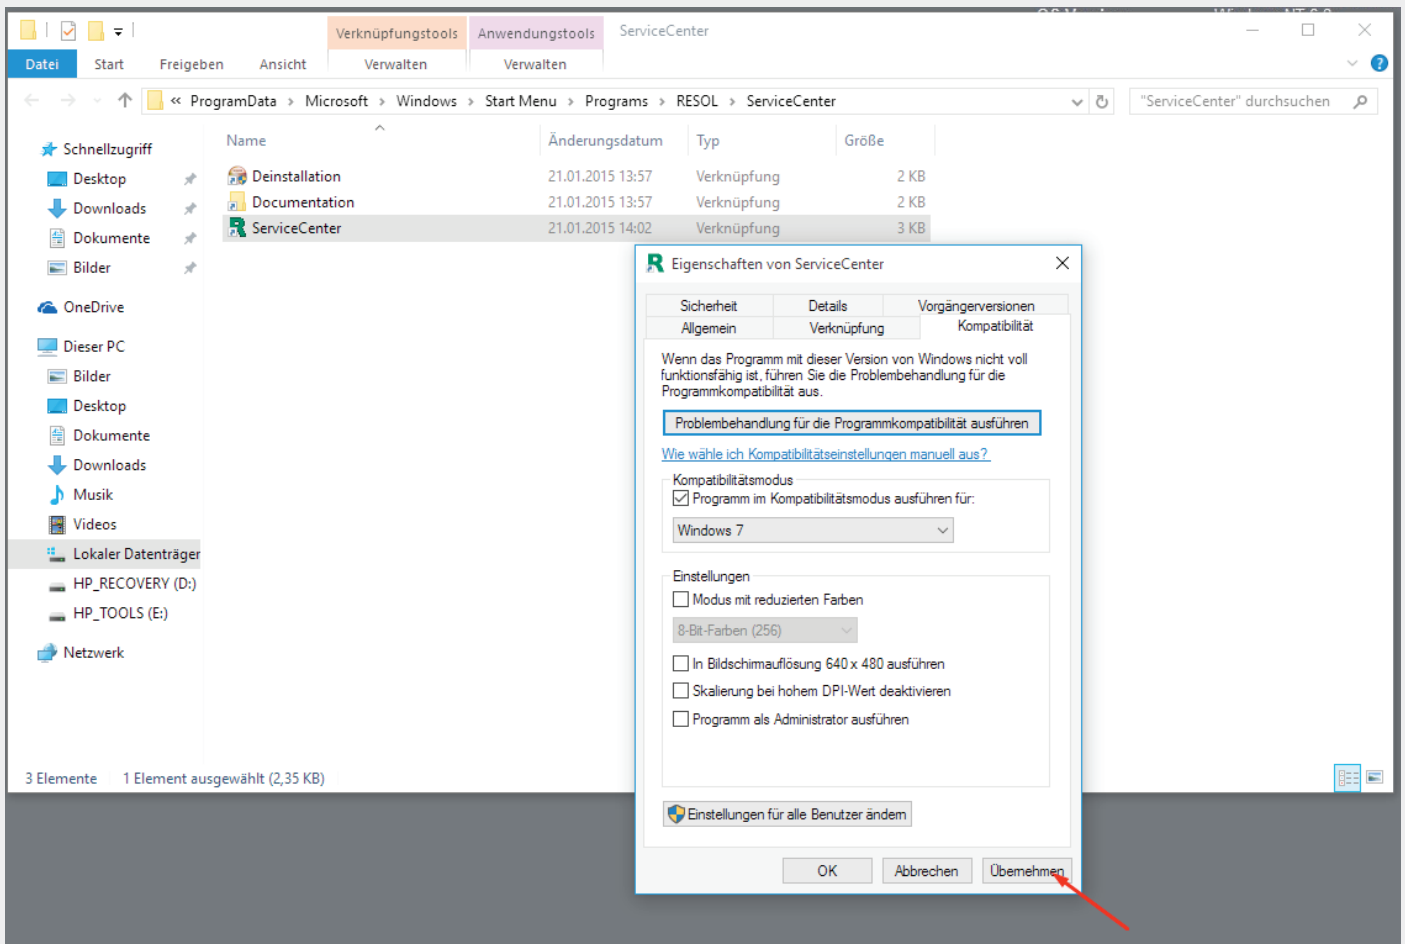 Verknüpfungstools
Anwendungstools
ServiceCenter
Datei
Start
Freigeben
Ansicht
Verwalten
Verwalten
« ProgramData > Microsoft > Windows > Start Menu > Programs > RESOL > ServiceCenter
"ServiceCenter" durchsuchen
Name
Änderungsdatum
Typ
Größe
Deinstallation 21.01.2015 13:57 Verknüpfung 2 KB
Documentation 21.01.2015 13:57 Verknüpfung 2 KB
ServiceCenter 21.01.2015 14:02 Verknüpfung 3 KB
Schnellzugriff
Desktop
Downloads
Dokumente
Bilder
OneDrive
Dieser PC
Bilder
Desktop
Dokumente
Downloads
Musik
Videos
Lokaler Datenträger
HP_RECOVERY (D:)
HP_TOOLS (E:)
Netzwerk
3 Elemente
1 Element ausgewählt (2,35 KB)
Eigenschaften von ServiceCenter
Sicherheit
Details
Vorgängerversionen
Allgemein
Verknüpfung
Kompatibilität
Wenn das Programm mit dieser Version von Windows nicht voll
funktionsfähig ist, führen Sie die Problembehandlung für die
Programmkompatibilität aus.
Problembehandlung für die Programmkompatibilität ausführen
Wie wähle ich Kompatibilitätseinstellungen manuell aus?
Kompatibilitätsmodus
Programm im Kompatibilitätsmodus ausführen für:
Windows 7
Einstellungen
Modus mit reduzierten Farben
8-Bit-Farben (256)
In Bildschirmauflösung 640 x 480 ausführen
Skalierung bei hohem DPI-Wert deaktivieren
Programm als Administrator ausführen
Einstellungen für alle Benutzer ändern
OK
Abbrechen
Übernehmen